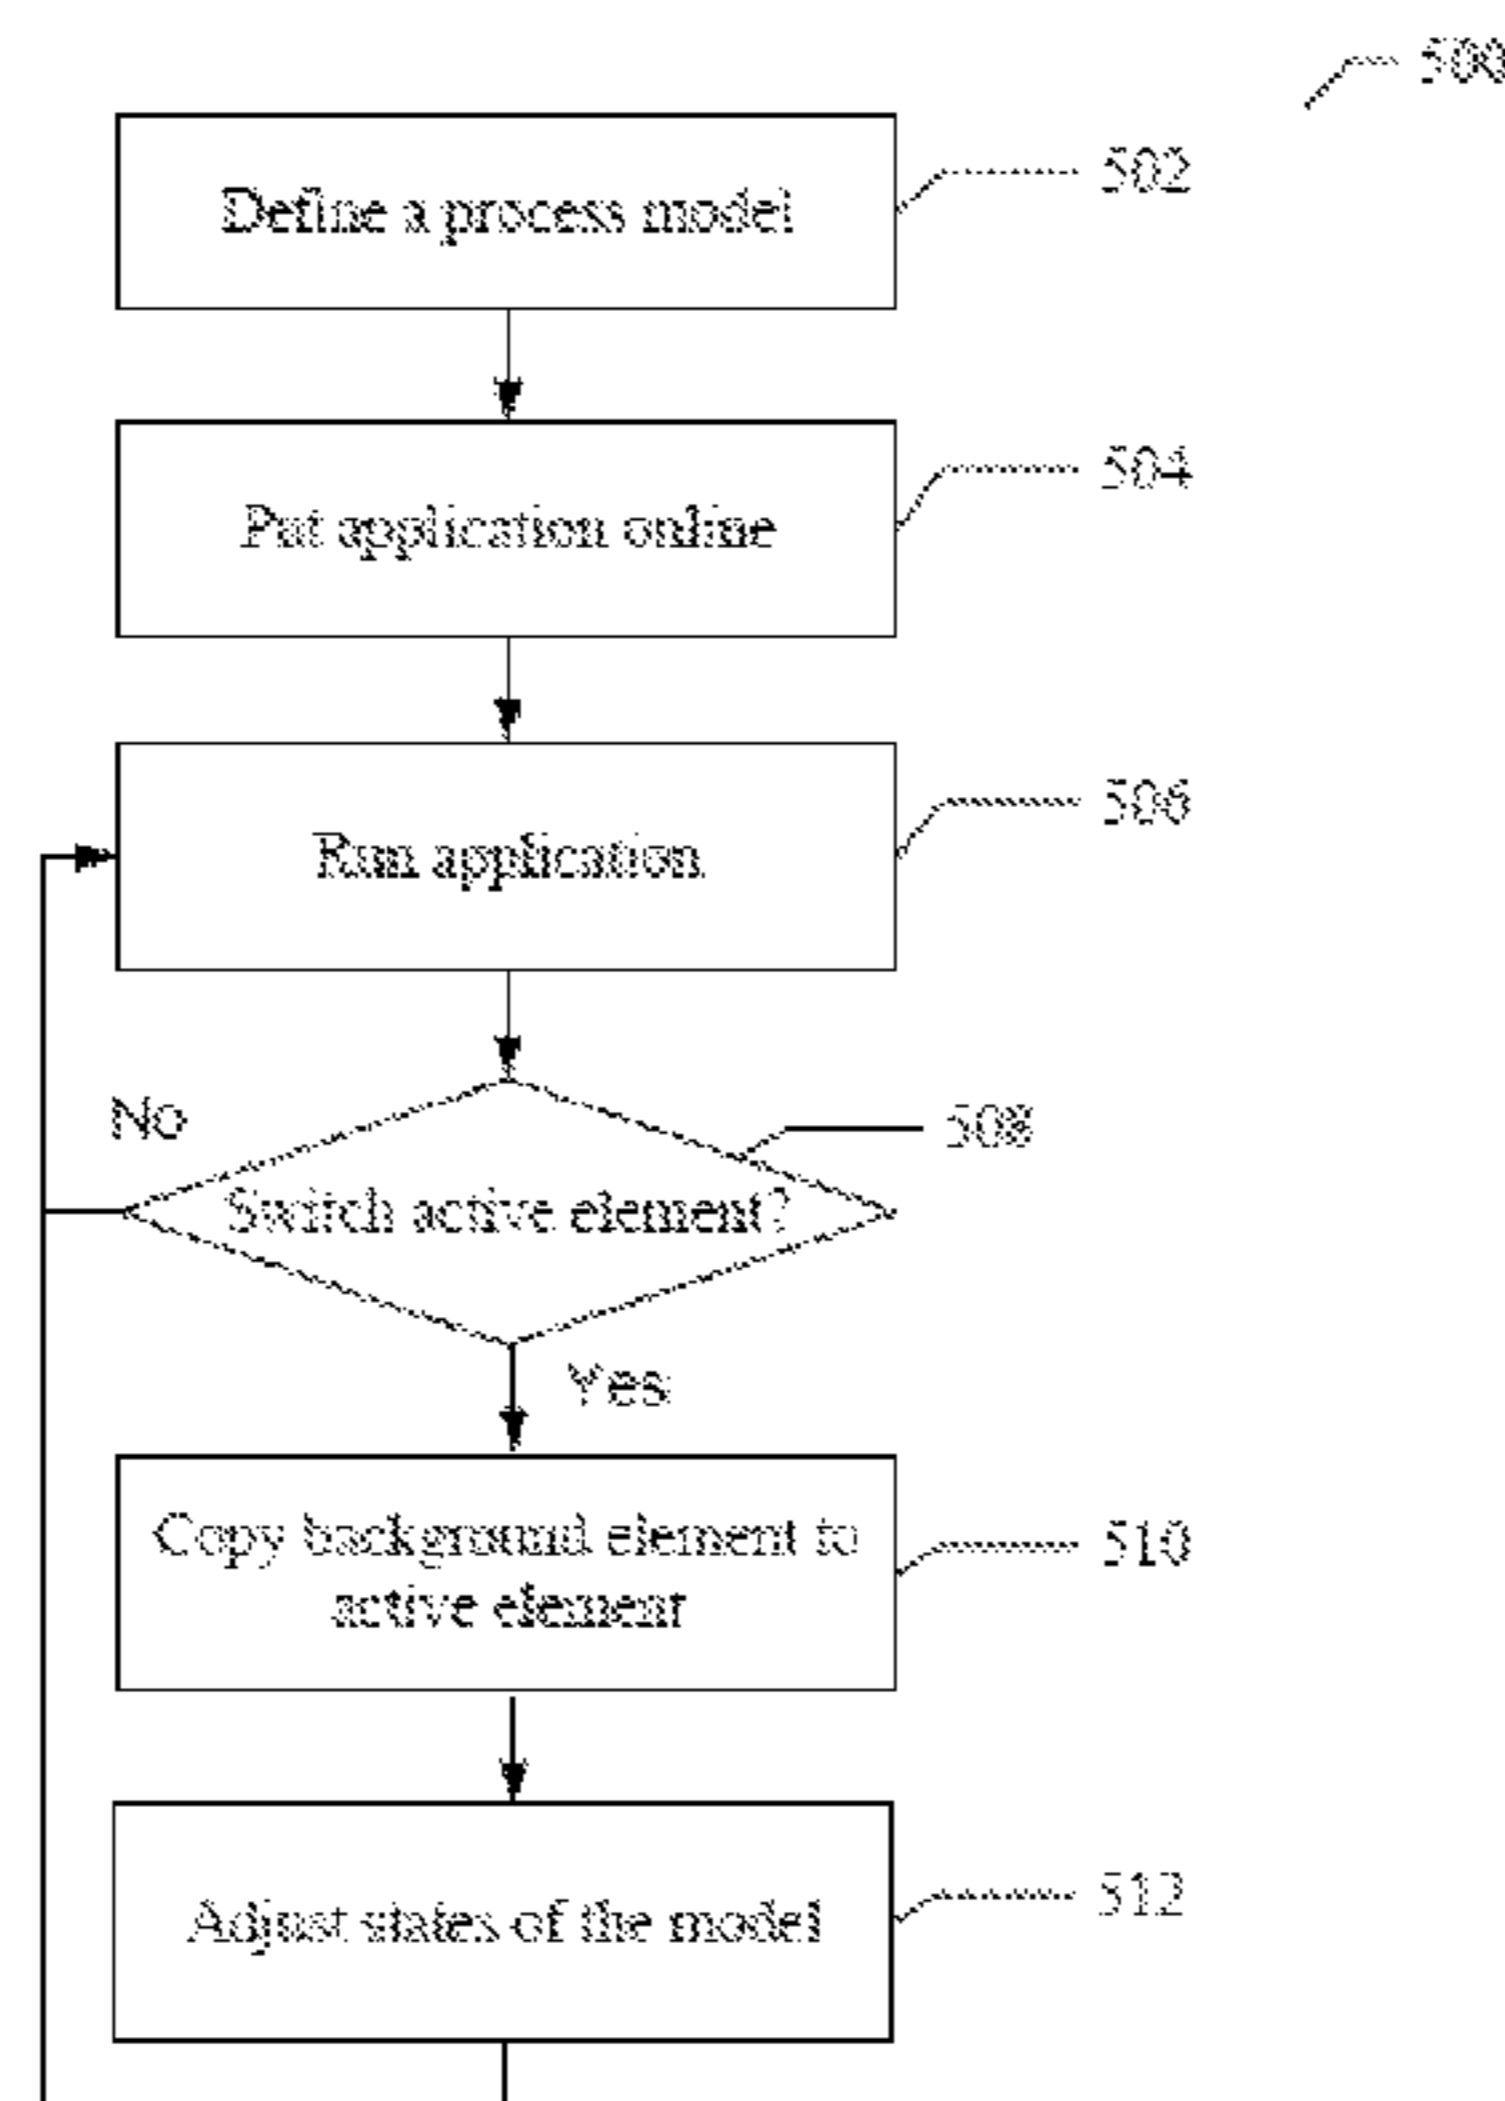 500
Define a process model
502
Put application online
504
Run application
506
No
508
Switch active element?
Yes
Copy background element to
active element
510
Adjust states of the model
512